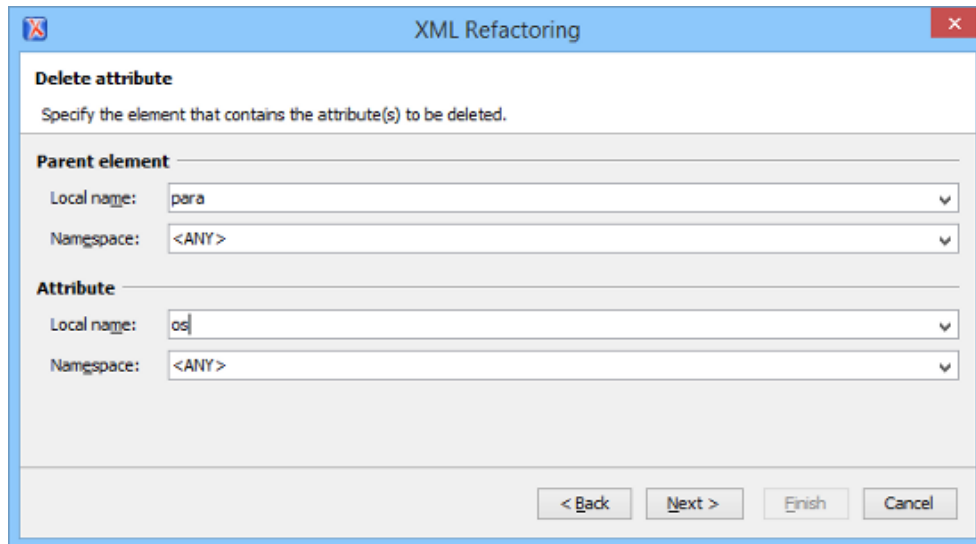 XML Refactoring
Delete attribute
Specify the element that contains the attribute(s) to be deleted.
Parent element
Local name: para
Namespace: <ANY>
Attribute
Local name: os
Namespace: <ANY>
< Back Next > Finish Cancel